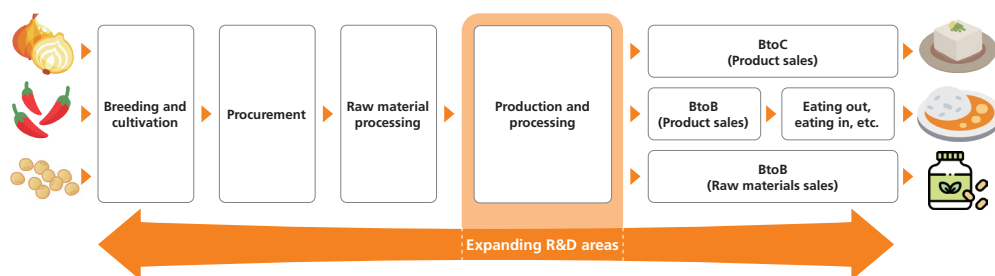 Breeding and
cultivation
Procurement
Raw material
processing
Production and
processing
BtoC
(Product sales)
BtoB
(Product sales)
Eating out,
eating in, etc.
BtoB
(Raw materials sales)
Expanding R&D areas